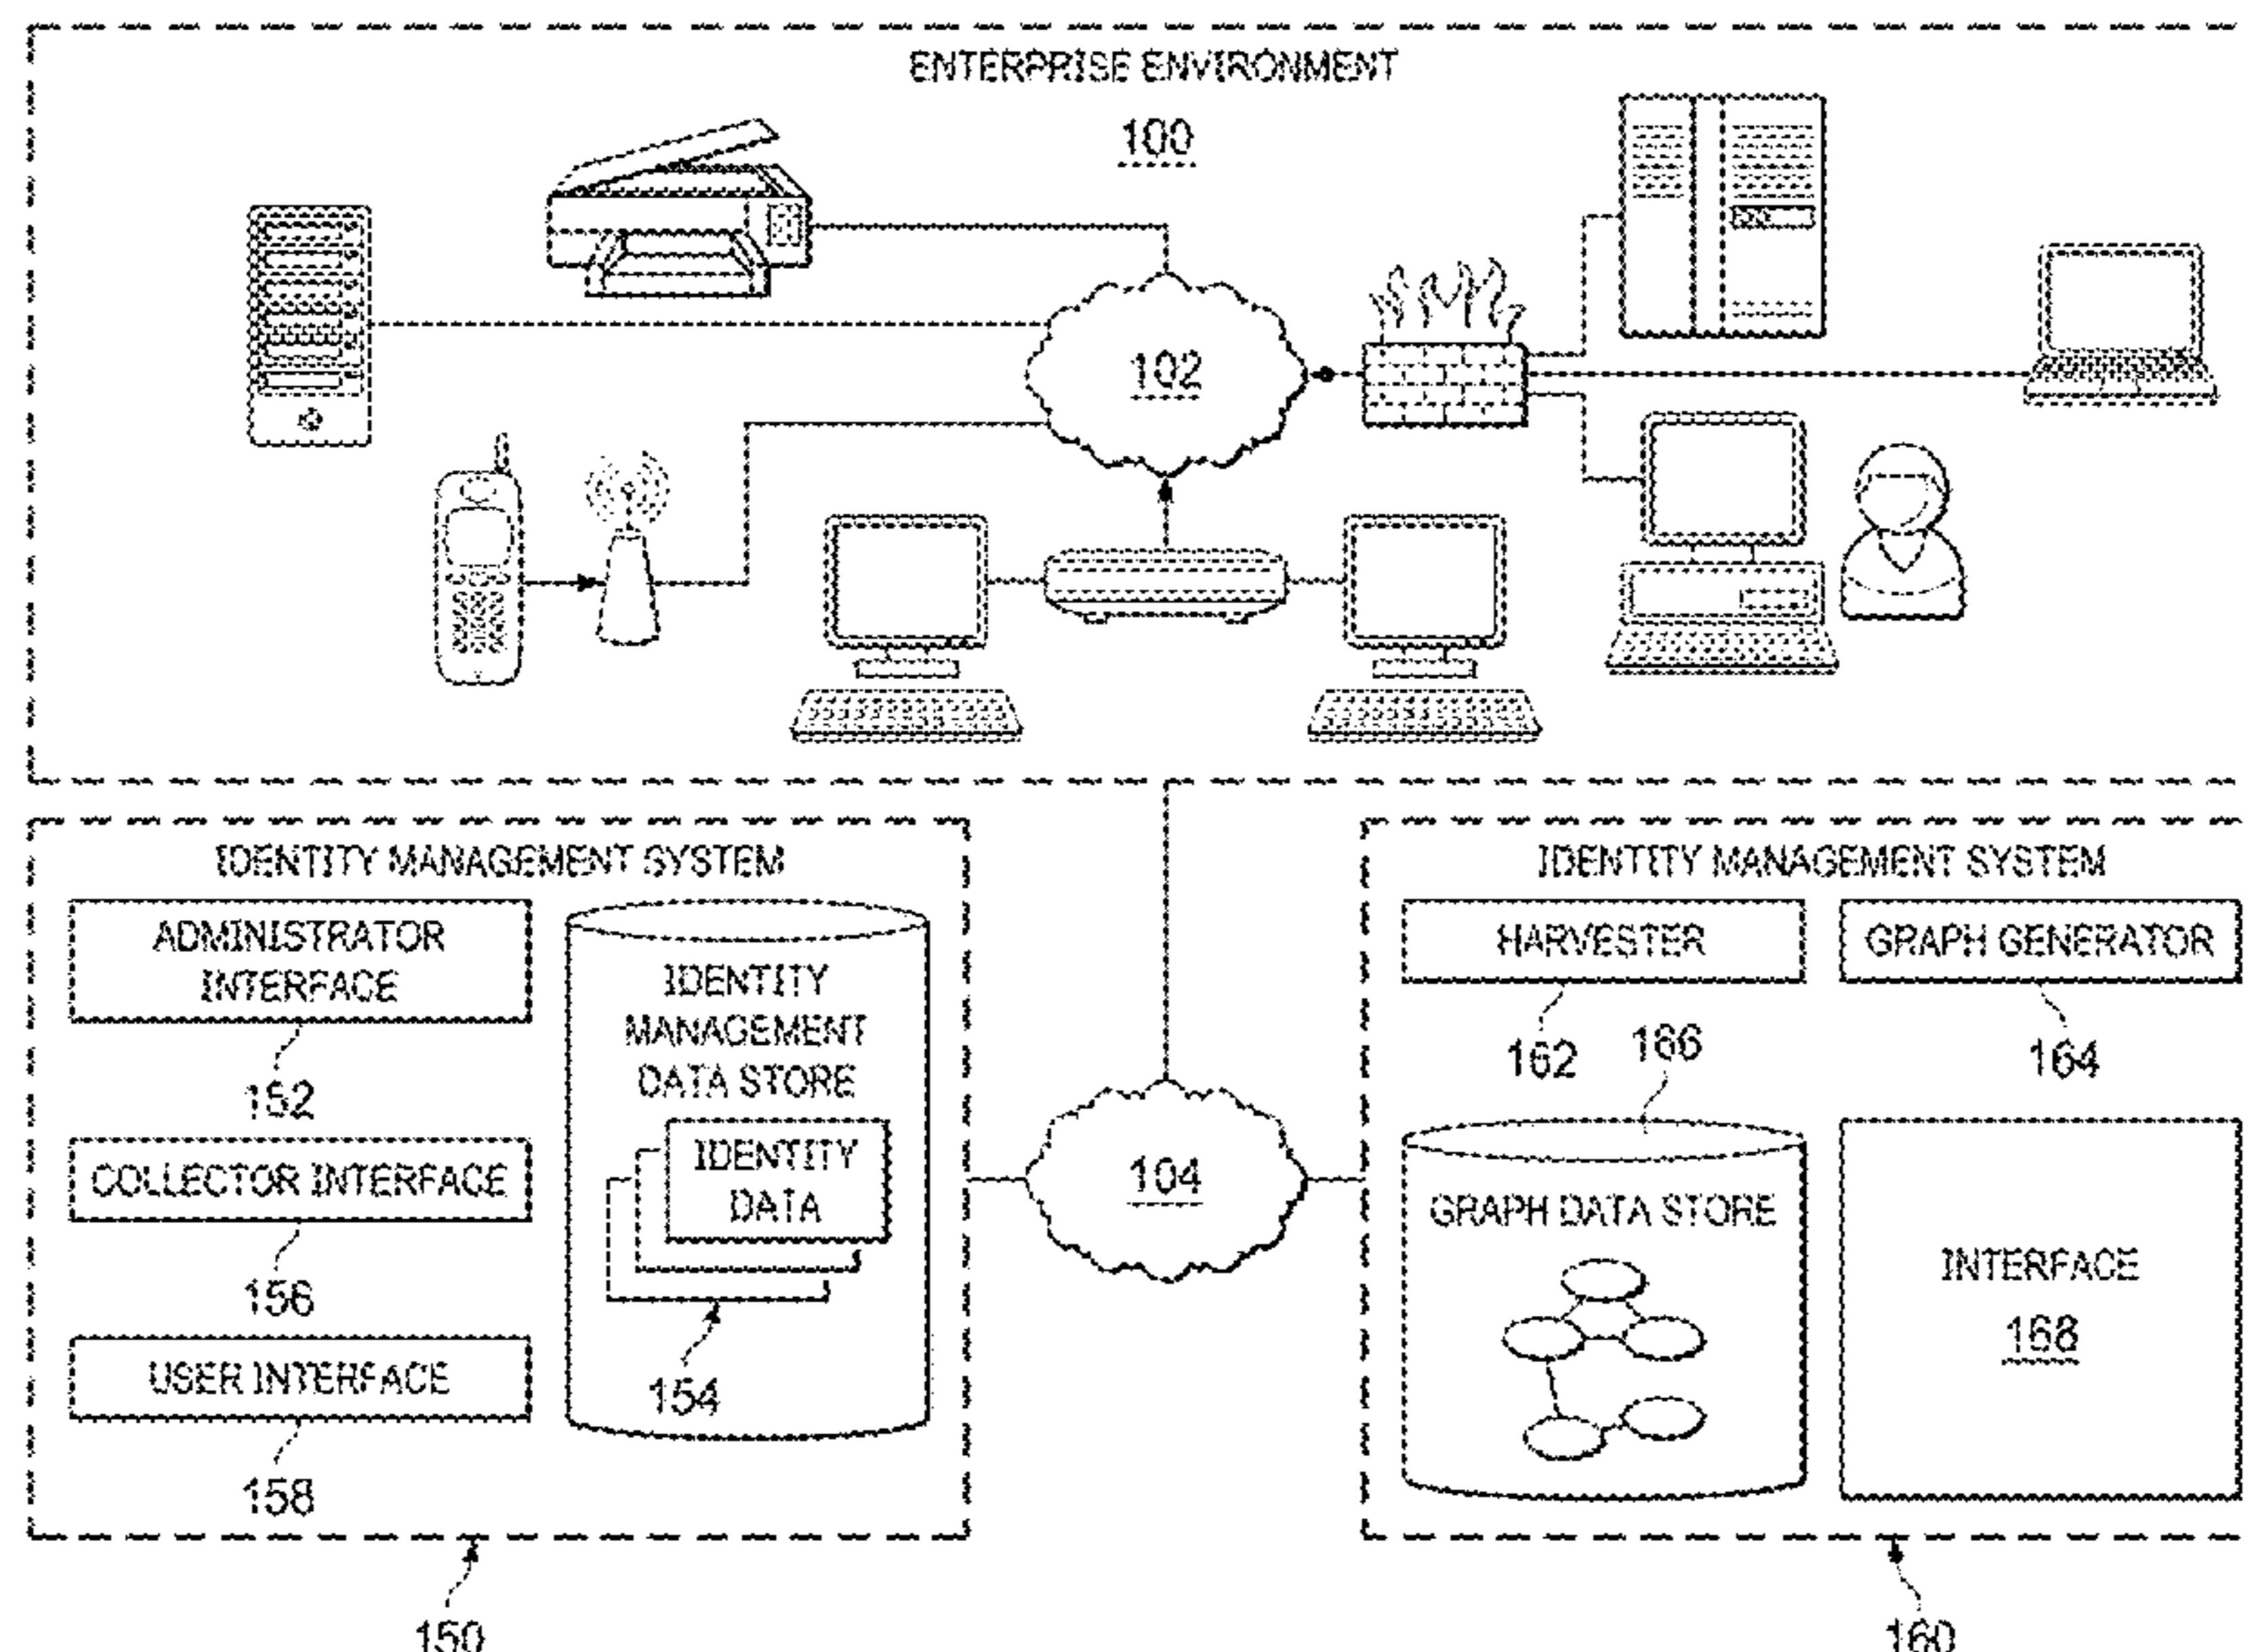 ENTERPRISE ENVIRONMENT
100
102
IDENTITY MANAGEMENT SYSTEM
ADMINISTRATOR
INTERFACE
152
COLLECTOR INTERFACE
156
USER INTERFACE
158
IDENTITY
MANAGEMENT
DATA STORE
IDENTITY
DATA
154
150
104
IDENTITY MANAGEMENT SYSTEM
HARVESTER
162
GRAPH GENERATOR
164
166
GRAPH DATA STORE
INTERFACE
168
160